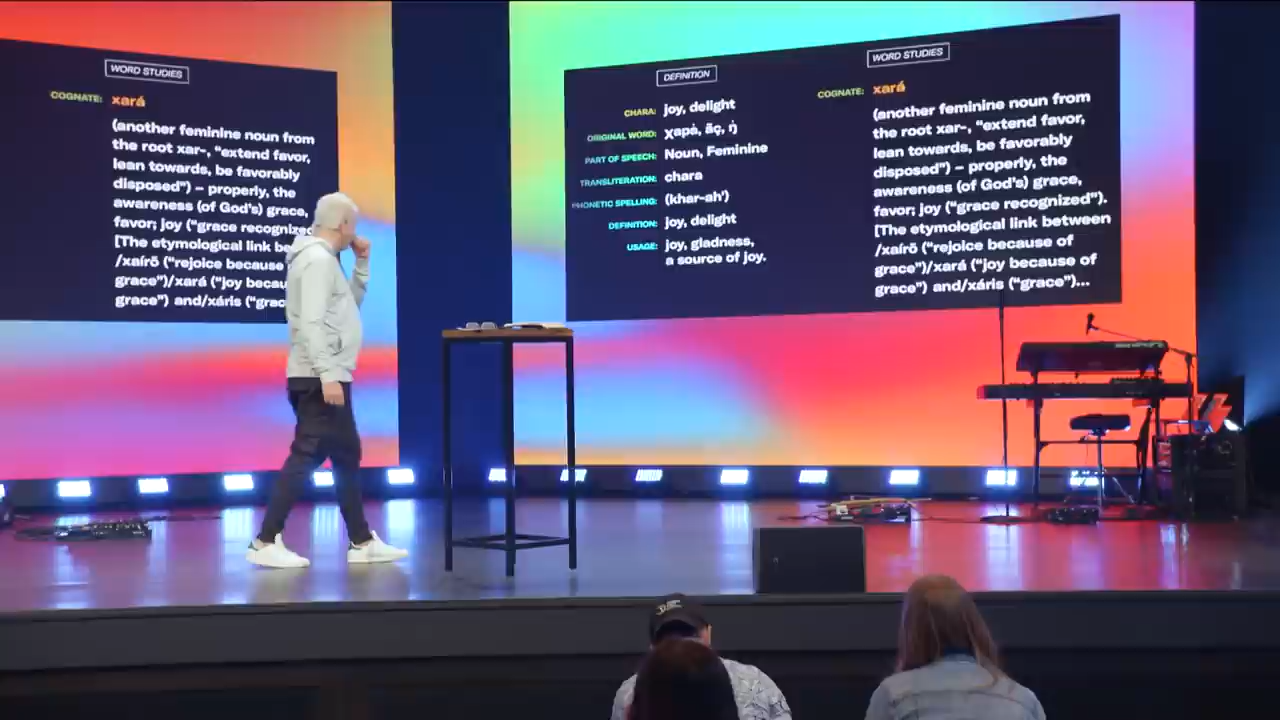 WORD STUDIES
COGNATE: xará
(another feminine noun from
the root xar-, “extend favor,
lean towards, be favorably
disposed”) – properly, the
awareness (of God's) grace,
favor; joy (“grace recognized
[The etymological link be
/xaírō (“rejoice because
grace”)/xará (“joy becau
grace”) and/xáris (“grac
DEFINITION
CHARA: joy, delight
ORIGINAL WORD: χαρά, ᾶς, ἡ
PART OF SPEECH: Noun, Feminine
TRANSLITERATION: chara
PHONETIC SPELLING: (khar-ah')
DEFINITION: joy, delight
USAGE: joy, gladness,
a source of joy.
WORD STUDIES
COGNATE: xará
(another feminine noun from
the root xar-, “extend favor,
lean towards, be favorably
disposed”) – properly, the
awareness (of God's) grace,
favor; joy (“grace recognized”).
[The etymological link between
/xaírō (“rejoice because of
grace”)/xará (“joy because of
grace”) and/xáris (“grace”)...